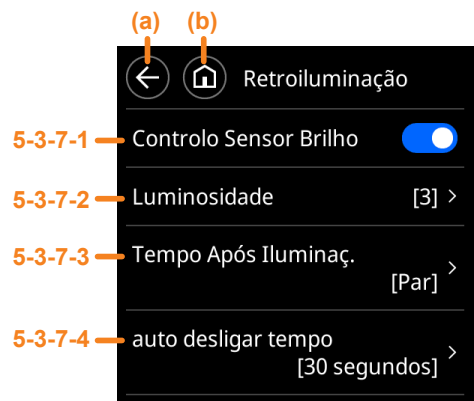 (a) (b)
Retroiluminação
5-3-7-1 Controlo Sensor Brilho
5-3-7-2 Luminosidade [3] >
5-3-7-3 Tempo Após Iluminaç.
[Par] >
5-3-7-4 auto desligar tempo
[30 segundos] >